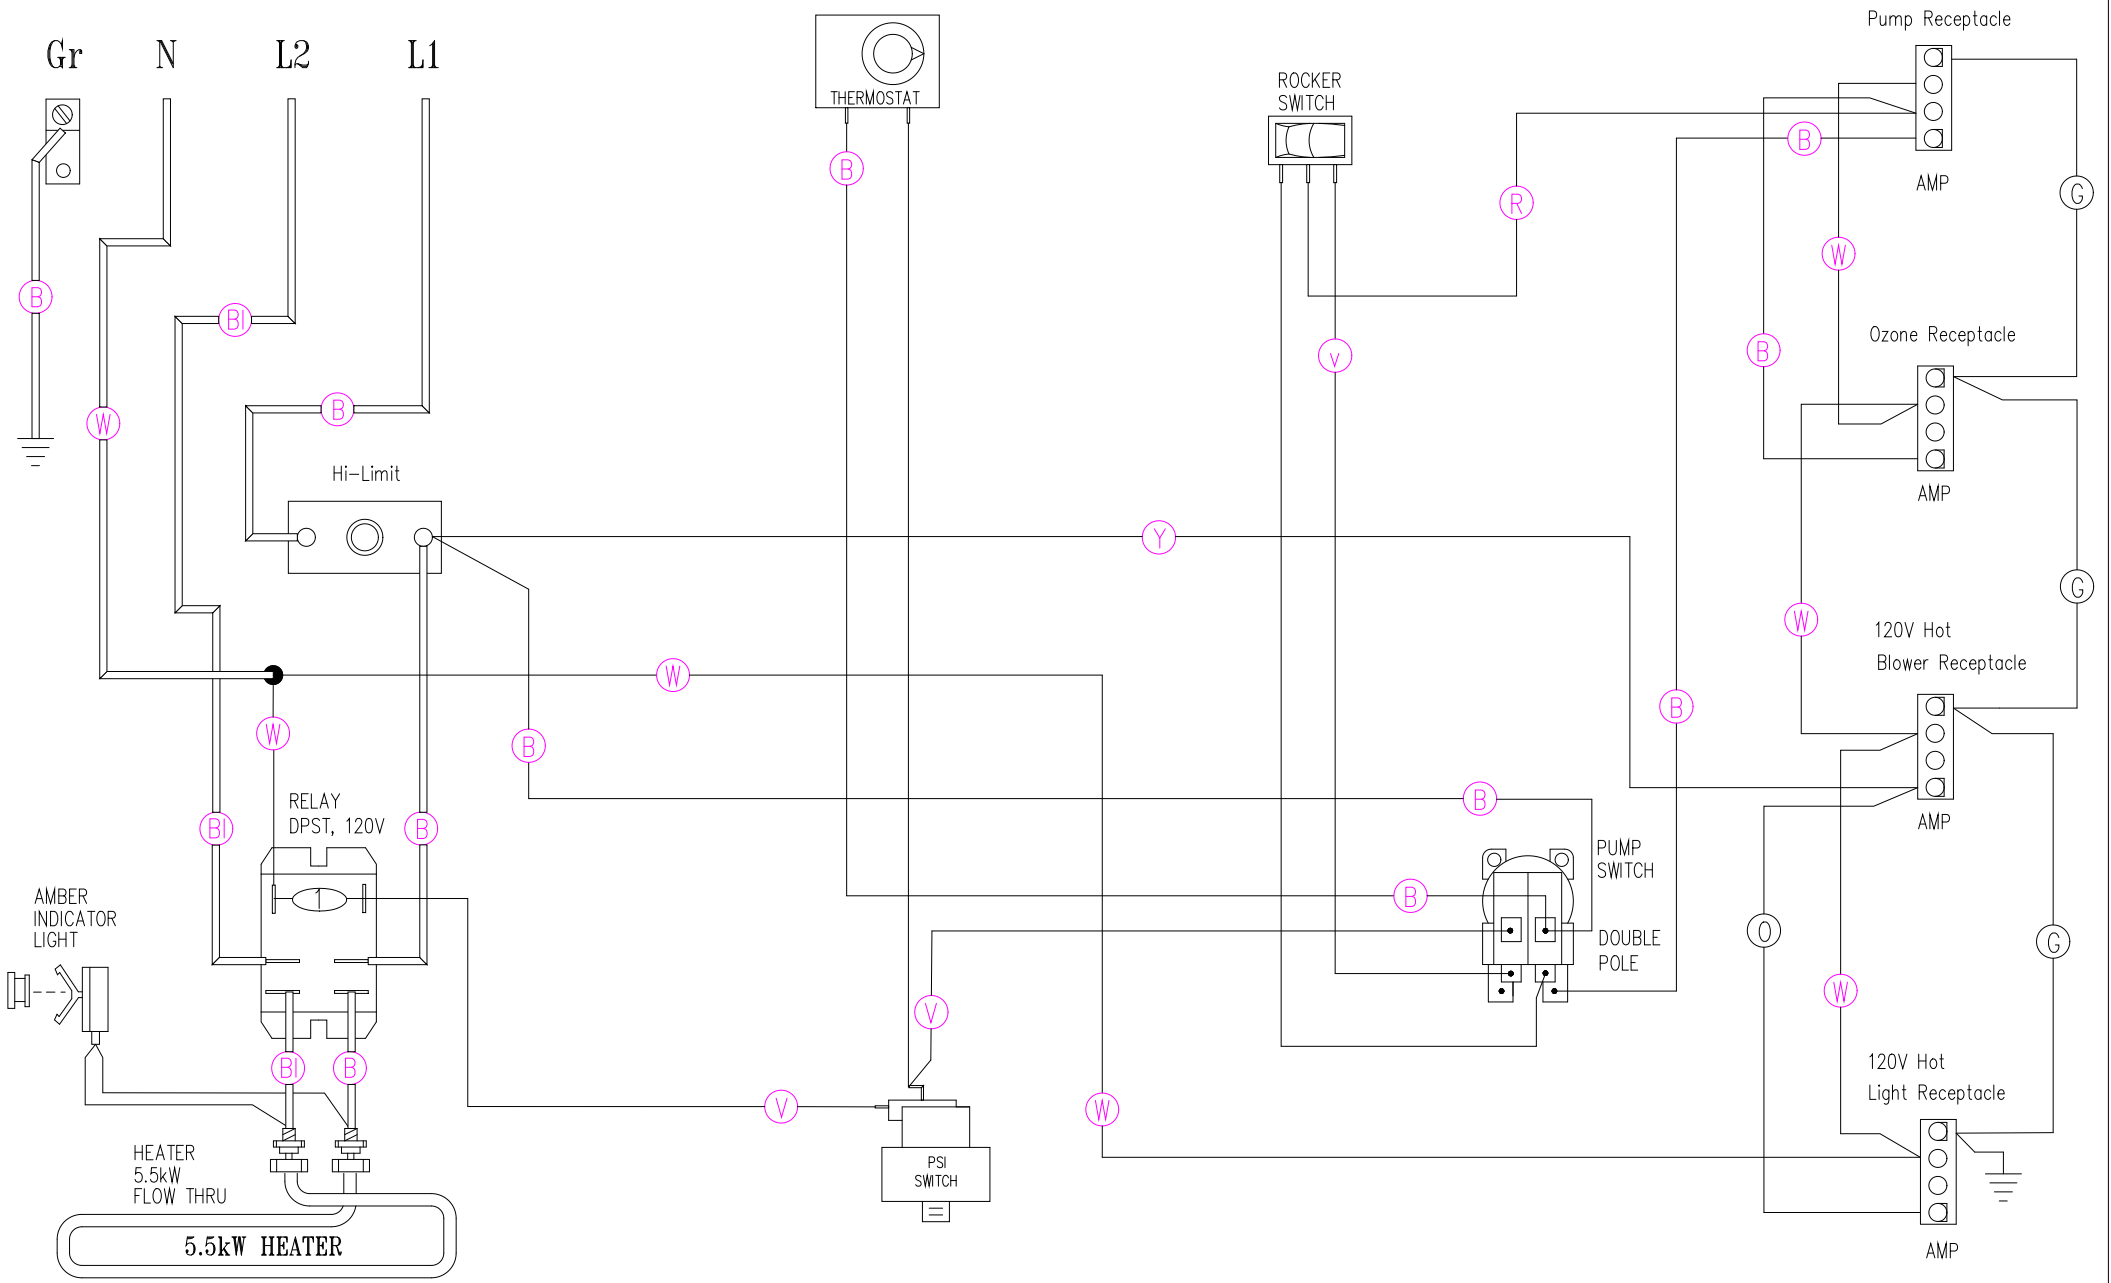 Gr
N
L2
L1
THERMOSTAT
ROCKER
SWITCH
Pump Receptacle
B
B
R
AMP
G
W
B
Bl
v
Ozone Receptacle
B
B
W
Hi-Limit
AMP
Y
G
W
120V Hot
Blower Receptacle
W
W
B
B
RELAY
DPST, 120V
B
Bl
B
AMP
PUMP
SWITCH
AMBER
INDICATOR
LIGHT
B
O
DOUBLE
POLE
G
W
V
Bl
B
120V Hot
Light Receptacle
V
W
HEATER
5.5kW
FLOW THRU
PSI
SWITCH
5.5kW HEATER
AMP